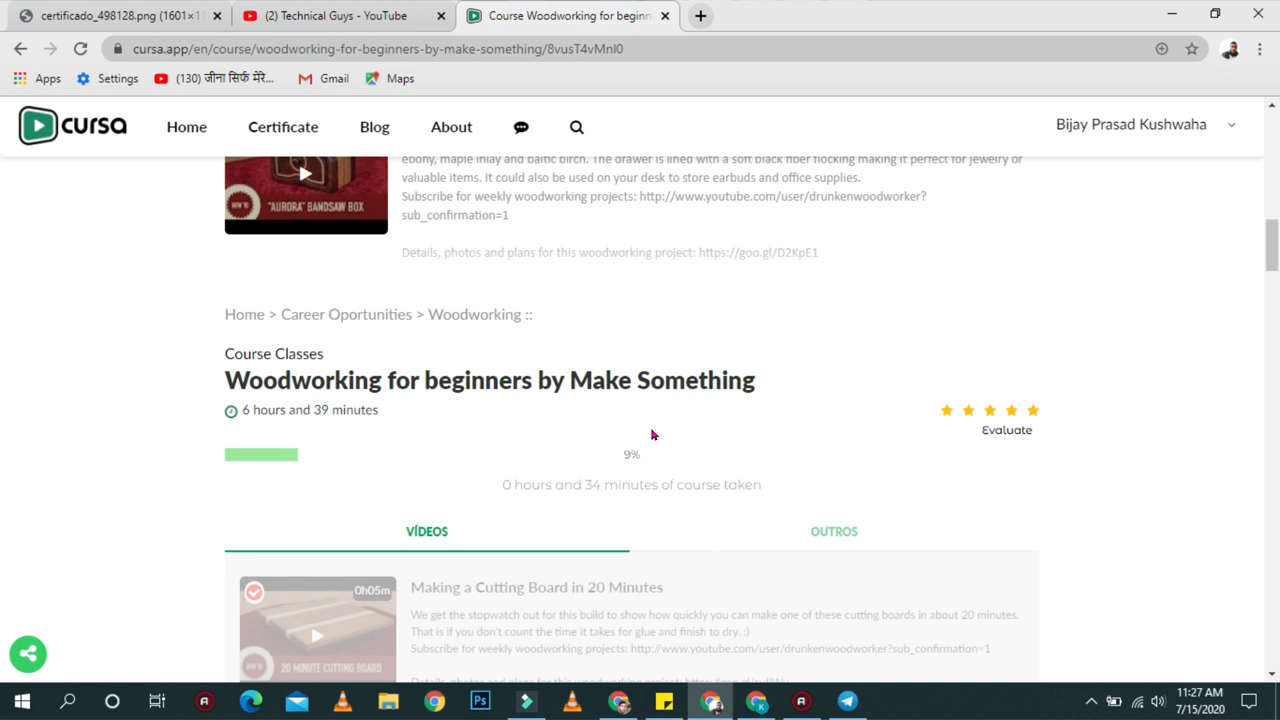 certificado_498128.png (1601×11
(2) Technical Guys - YouTube
Course Woodworking for beginn
cursa.app/en/course/woodworking-for-beginners-by-make-something/8vusT4vMnI0
Apps
Settings
(130) जीना सिर्फ मेरे...
Gmail
Maps
cursa
Home
Certificate
Blog
About
Bijay Prasad Kushwaha
"AURORA" BANDSAW BOX
ebony, maple inlay and baltic birch. The drawer is lined with a soft black fiber flocking making it perfect for jewelry or
valuable items. It could also be used on your desk to store earbuds and office supplies.
Subscribe for weekly woodworking projects: http://www.youtube.com/user/drunkenwoodworker?
sub_confirmation=1
Details, photos and plans for this woodworking project: https://goo.gl/D2KpE1
Home > Career Oportunities > Woodworking ::
Course Classes
Woodworking for beginners by Make Something
6 hours and 39 minutes
Evaluate
9%
0 hours and 34 minutes of course taken
VÍDEOS
OUTROS
0h05m
20 MINUTE CUTTING BOARD
Making a Cutting Board in 20 Minutes
We get the stopwatch out for this build to show how quickly you can make one of these cutting boards in about 20 minutes.
That is if you don't count the time it takes for glue and finish to dry. :)
Subscribe for weekly woodworking projects: http://www.youtube.com/user/drunkenwoodworker?sub_confirmation=1
Details, photos and plans for this woodworking project:
11:27 AM
7/15/2020